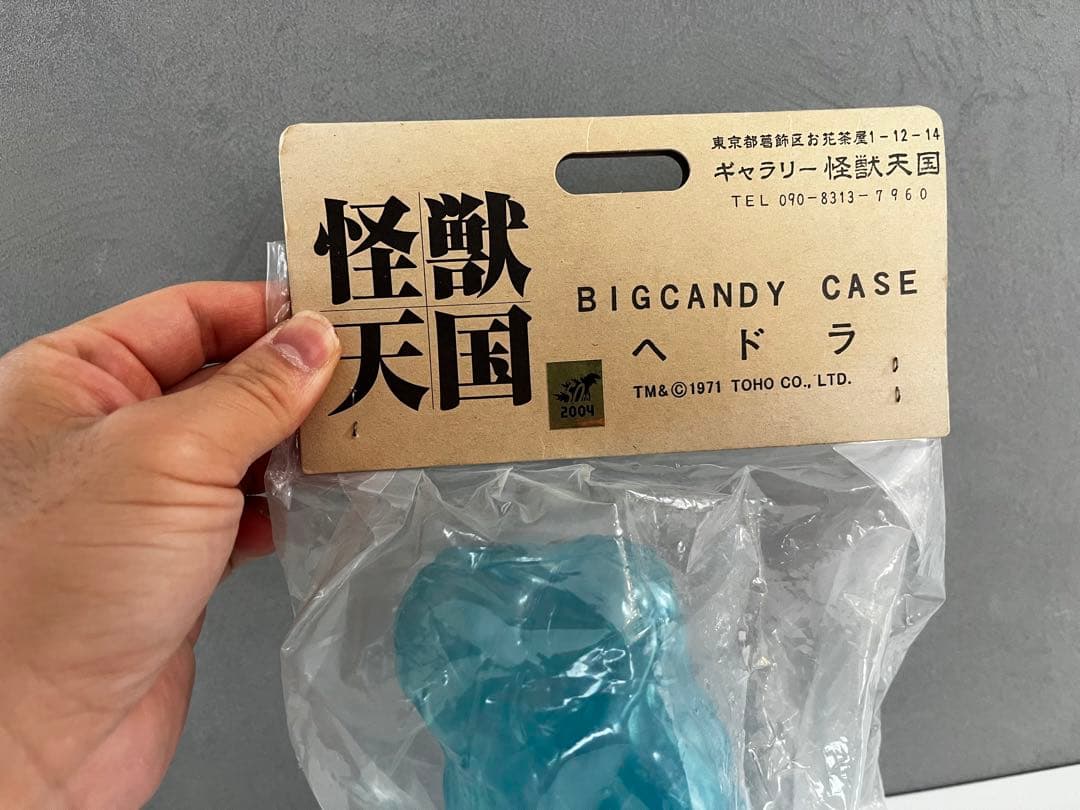 東京都葛飾区お花茶屋1-12-14
ギャラリー 怪獣天国
TEL 090-8313-7960
怪獣
天国
BIGCANDY CASE
ヘドラ
TM&©1971 TOHO CO., LTD.
2004